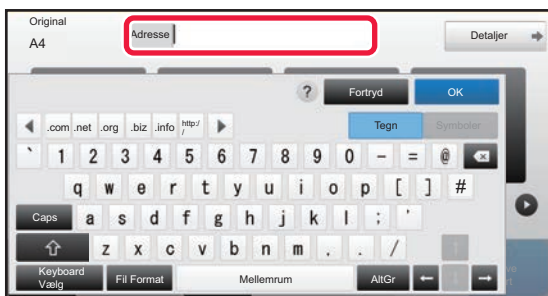 Original
A4
Adresse
Detaljer
? Fortryd OK
.com .net .org .biz .info http:/
/
Tegn Symboler
` 1 2 3 4 5 6 7 8 9 0 - = @
q w e r t y u i o p [ ] #
Caps a s d f g h j k l ; '
z x c v b n m , . /
Keyboard
Vælg
Fil Format Mellemrum AltGr